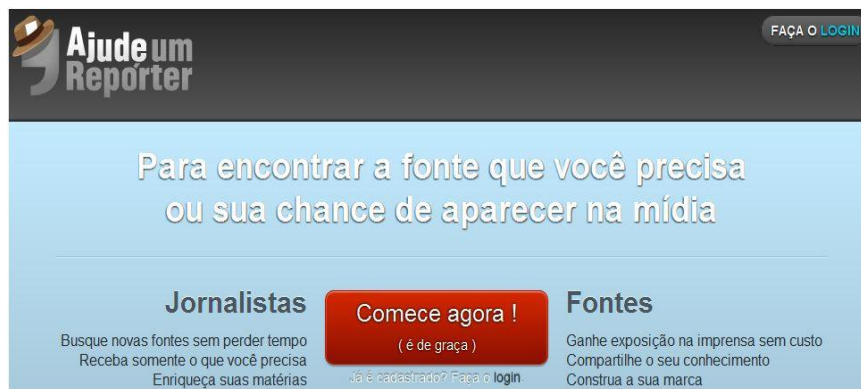 Ajude um
Repórter
FAÇA O LOGIN
Para encontrar a fonte que você precisa
ou sua chance de aparecer na mídia
Jornalistas
Busque novas fontes sem perder tempo
Receba somente o que você precisa
Enriqueça suas matérias
Comece agora !
( é de graça )
Já é cadastrado? Faça o login
Fontes
Ganhe exposição na imprensa sem custo
Compartilhe o seu conhecimento
Construa a sua marca